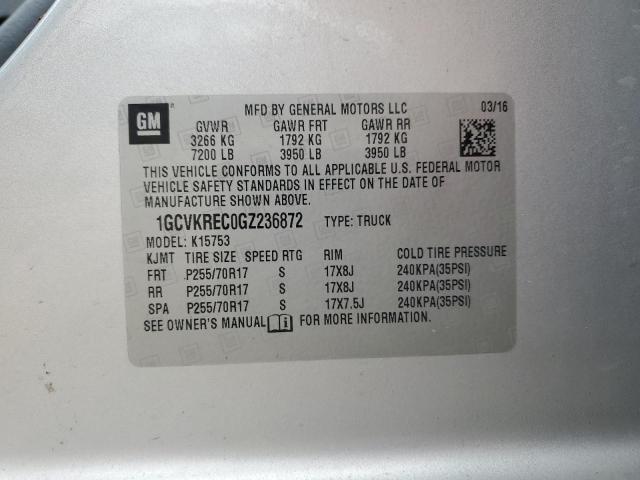 GM
MFD BY GENERAL MOTORS LLC 03/16
GVWR GAWR FRT GAWR RR
3266 KG 1792 KG 1792 KG
7200 LB 3950 LB 3950 LB
THIS VEHICLE CONFORMS TO ALL APPLICABLE U.S. FEDERAL MOTOR
VEHICLE SAFETY STANDARDS IN EFFECT ON THE DATE OF
MANUFACTURE SHOWN ABOVE.
1GCVKREC0GZ236872 TYPE: TRUCK
MODEL: K15753
KJMT TIRE SIZE SPEED RTG RIM COLD TIRE PRESSURE
FRT P255/70R17 S 17X8J 240KPA(35PSI)
RR P255/70R17 S 17X8J 240KPA(35PSI)
SPA P255/70R17 S 17X7.5J 240KPA(35PSI)
SEE OWNER'S MANUAL FOR MORE INFORMATION.